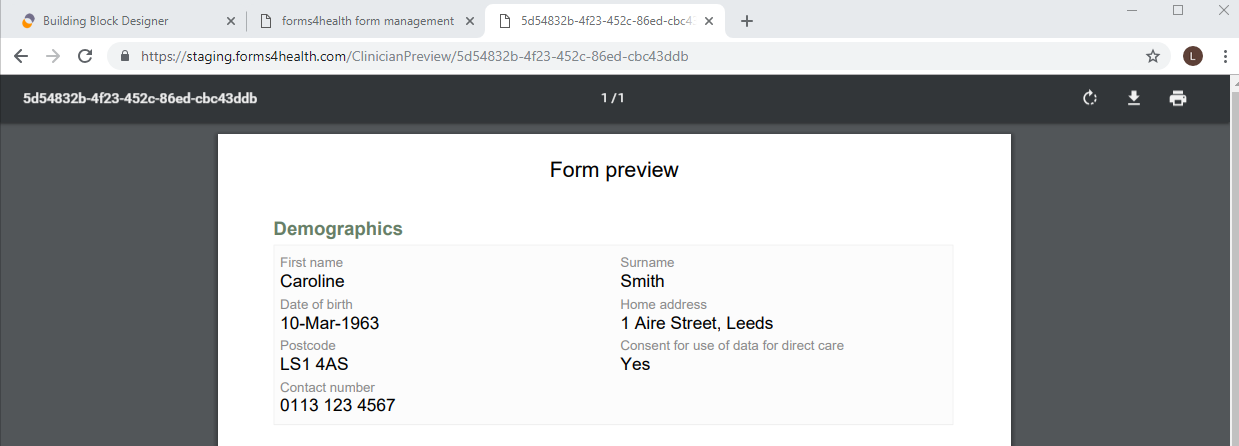 Building Block Designer
forms4health form management
5d54832b-4f23-452c-86ed-cbc43
https://staging.forms4health.com/ClinicianPreview/5d54832b-4f23-452c-86ed-cbc43ddb
L
5d54832b-4f23-452c-86ed-cbc43ddb
1 / 1
Form preview
Demographics
First name
Caroline
Surname
Smith
Date of birth
10-Mar-1963
Home address
1 Aire Street, Leeds
Postcode
LS1 4AS
Consent for use of data for direct care
Yes
Contact number
0113 123 4567